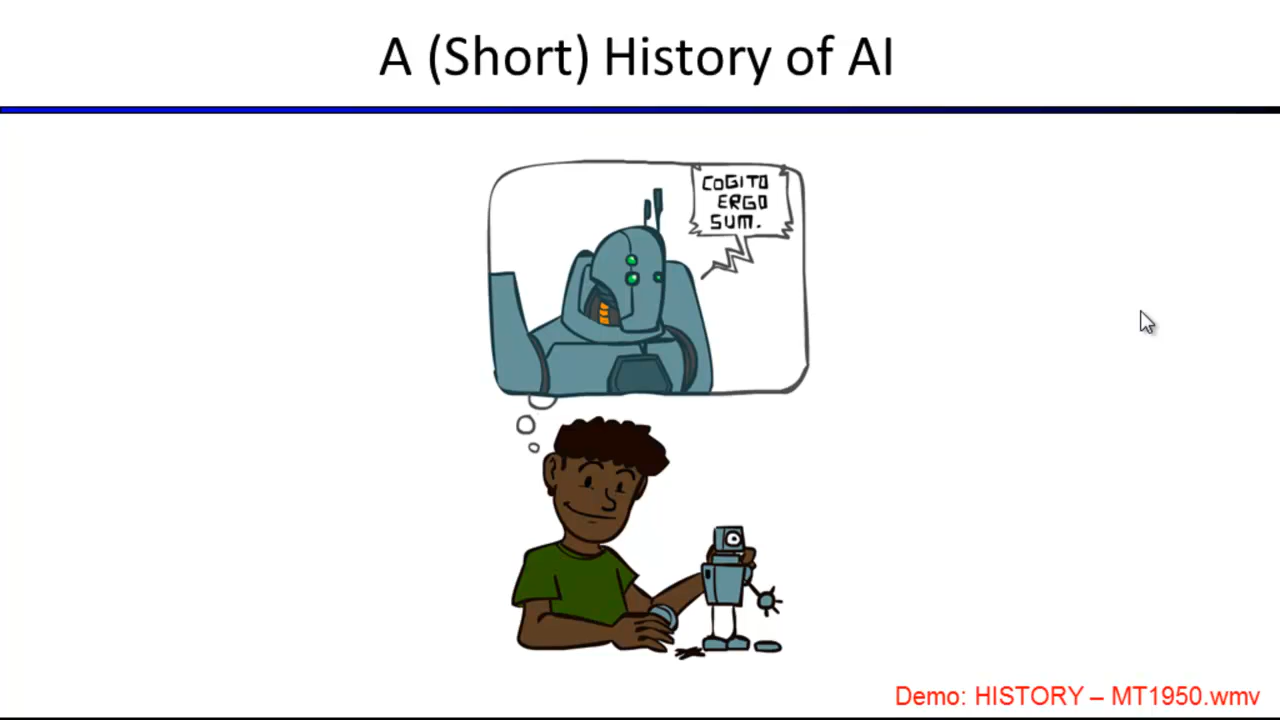 A (Short) History of AI
COGITO
ERGO
SUM.
Demo: HISTORY – MT1950.wmv